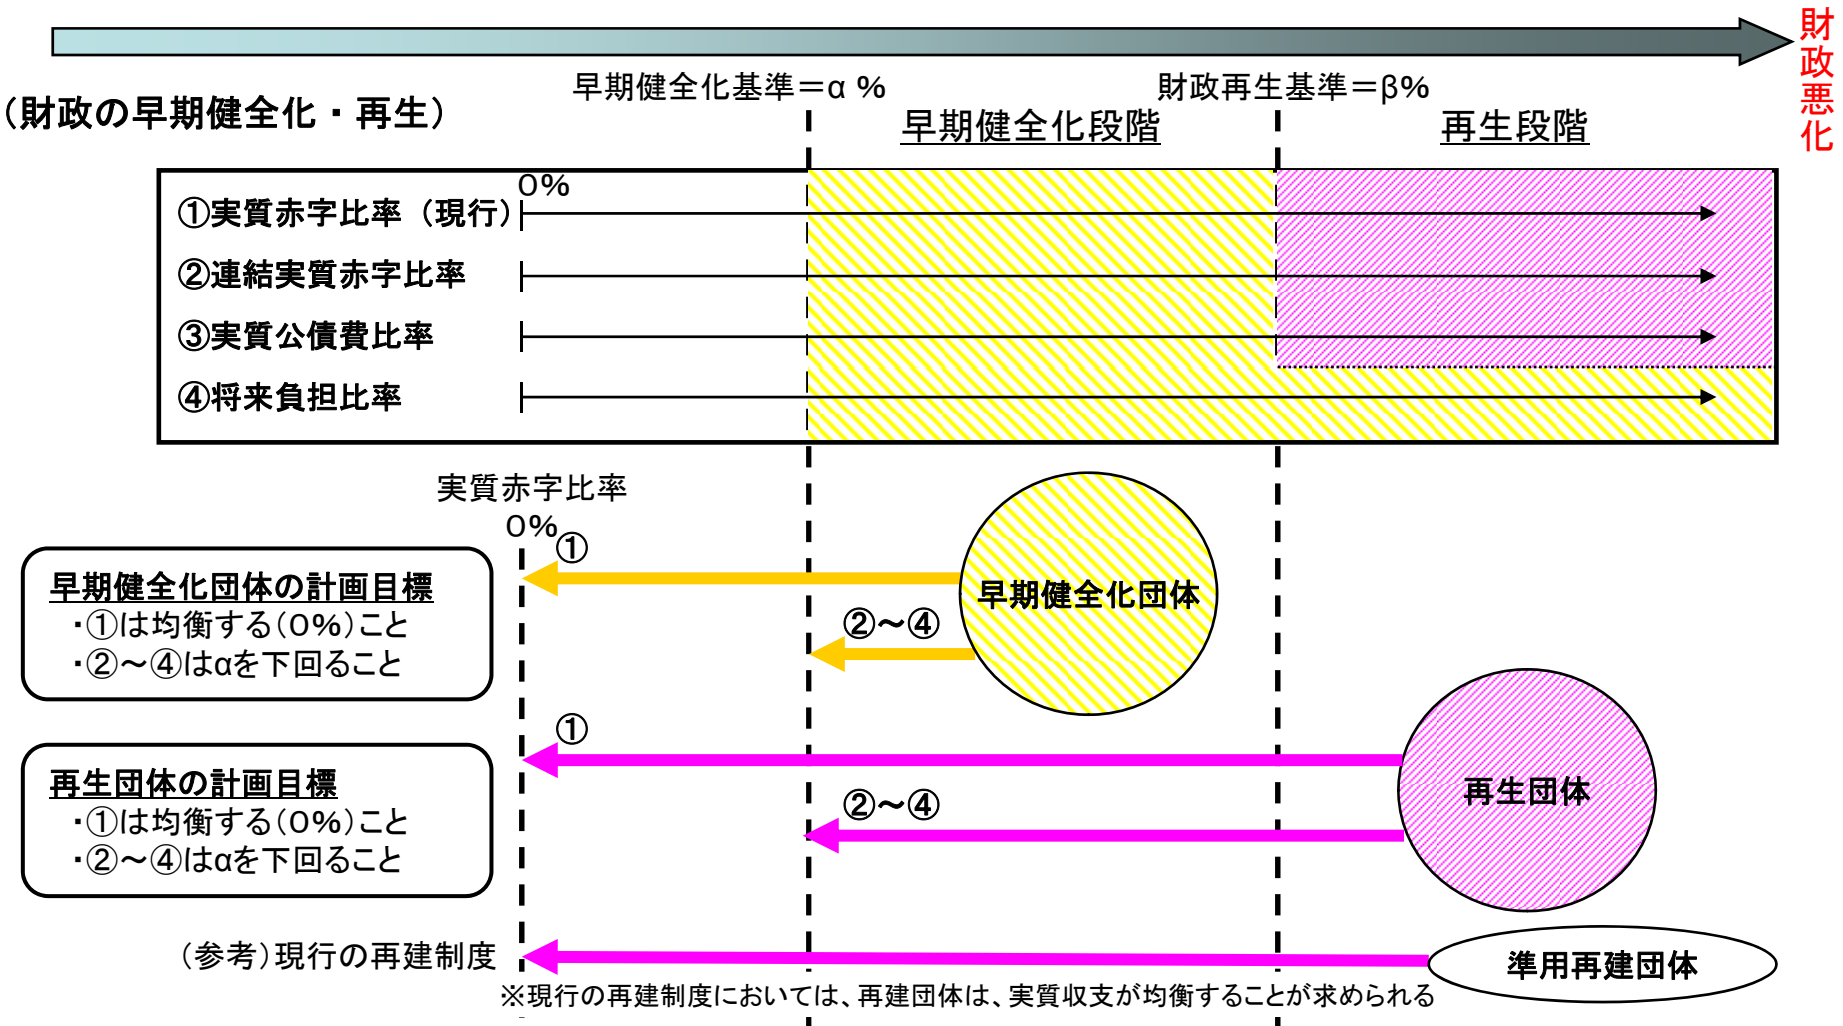 財政悪化
早期健全化基準＝α %
財政再生基準＝β%
（財政の早期健全化・再生）
早期健全化段階
再生段階
0%
①実質赤字比率（現行）
②連結実質赤字比率
③実質公債費比率
④将来負担比率
実質赤字比率
0%
①
早期健全化団体の計画目標
・①は均衡する（0%）こと
・②～④はαを下回ること
早期健全化団体
②～④
①
再生団体の計画目標
・①は均衡する（0%）こと
・②～④はαを下回ること
②～④
再生団体
（参考）現行の再建制度
準用再建団体
※現行の再建制度においては、再建団体は、実質収支が均衡することが求められる